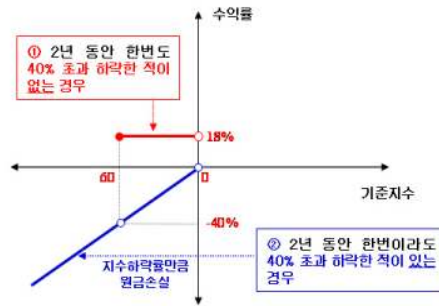 수익률
① 2년 동안 한번도
40% 초과 하락한 적이
없는 경우
18%
60
0
기준지수
-40%
② 2년 동안 한번이라도
40% 초과 하락한 적이 있는
경우
지수하락률만큼
원금손실